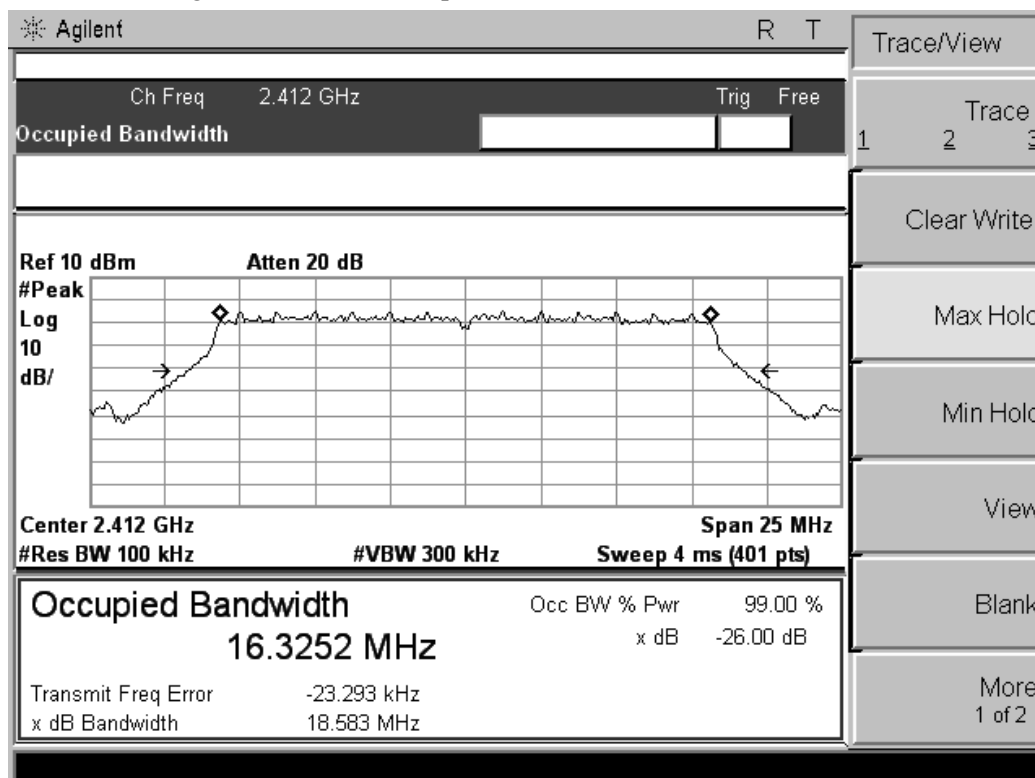 Agilent R T
Trace/View
Ch Freq 2.412 GHz Trig Free
Occupied Bandwidth
Trace
1 2 3
Clear Write
Ref 10 dBm Atten 20 dB
#Peak
Log
10
dB/
Max Hold
Min Hold
View
Center 2.412 GHz Span 25 MHz
#Res BW 100 kHz #VBW 300 kHz Sweep 4 ms (401 pts)
Occupied Bandwidth Occ BW % Pwr 99.00 %
16.3252 MHz x dB -26.00 dB
Blank
Transmit Freq Error -23.293 kHz
x dB Bandwidth 18.583 MHz
More
1 of 2